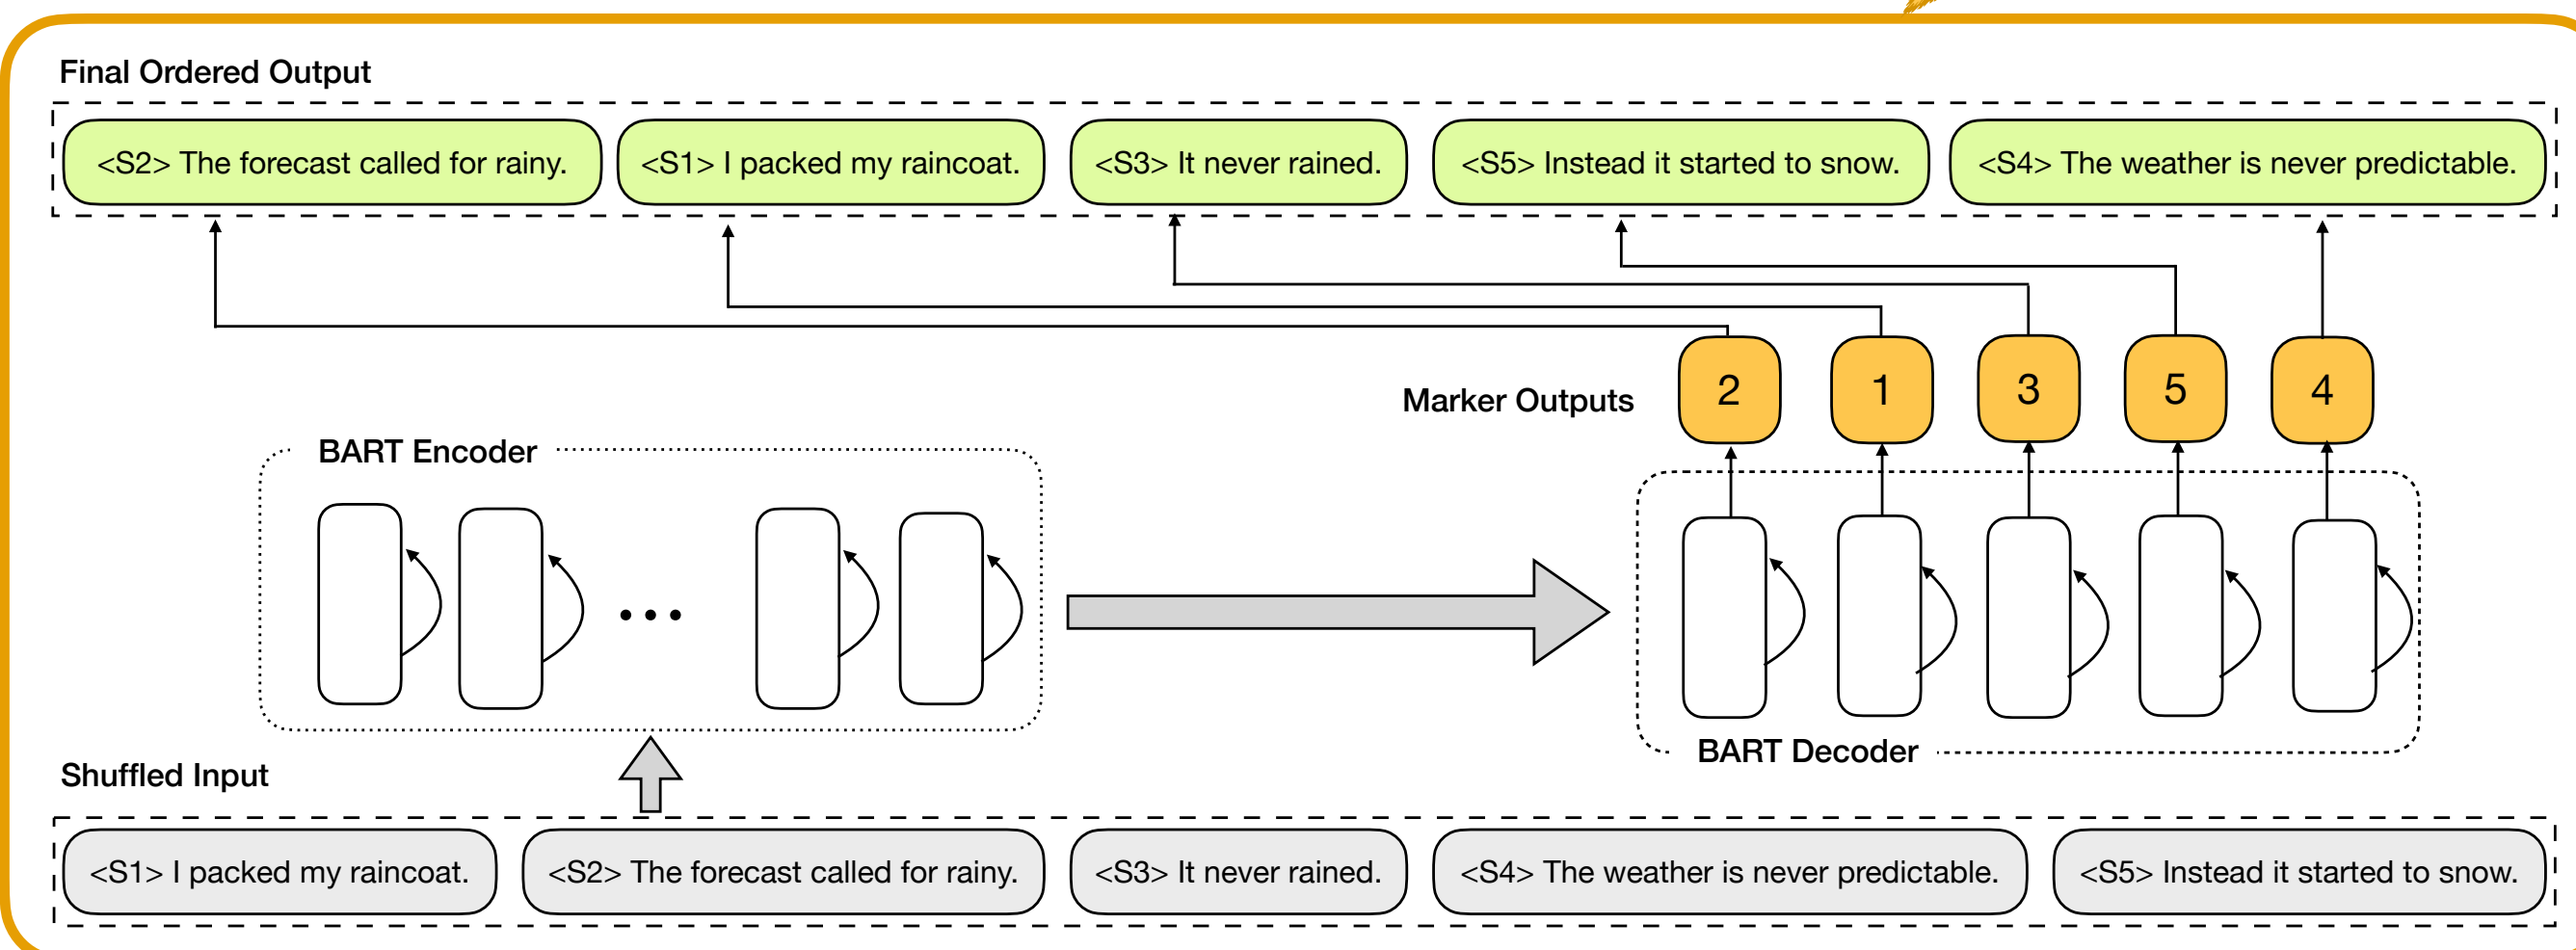 Final Ordered Output
<S2> The forecast called for rainy. <S1> I packed my raincoat. <S3> It never rained. <S5> Instead it started to snow. <S4> The weather is never predictable.
Marker Outputs 2 1 3 5 4
BART Encoder
BART Decoder
Shuffled Input
<S1> I packed my raincoat. <S2> The forecast called for rainy. <S3> It never rained. <S4> The weather is never predictable. <S5> Instead it started to snow.